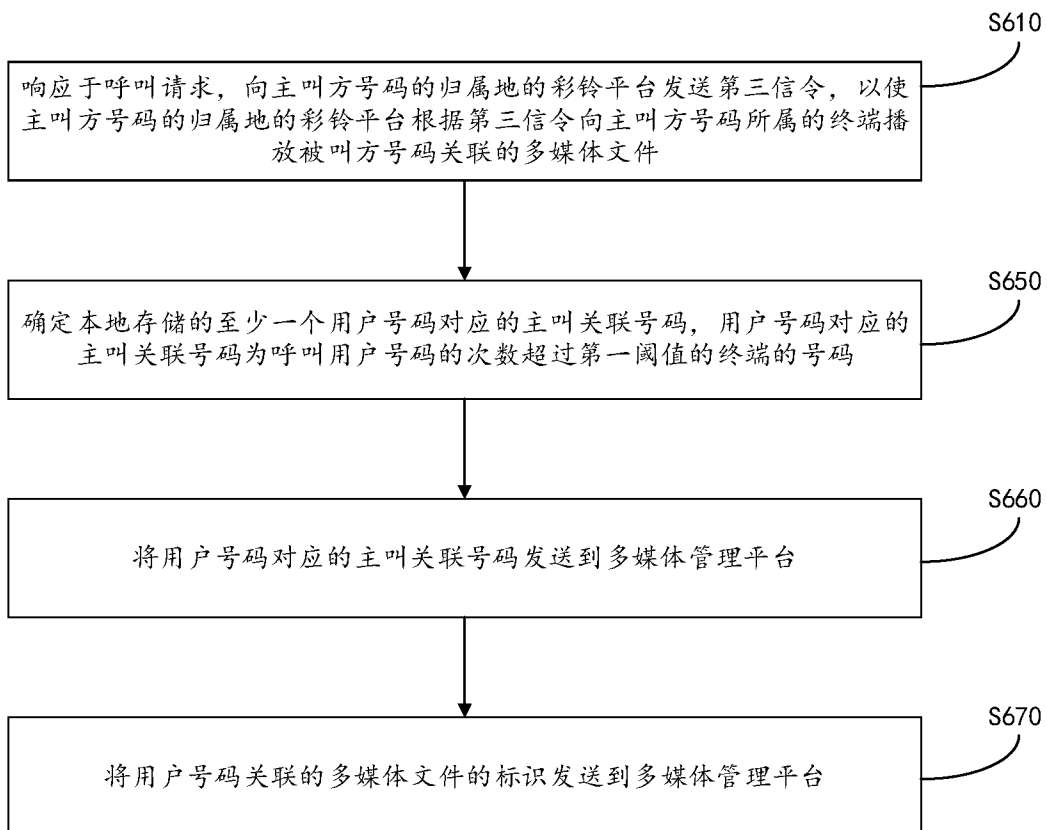 S610
响应于呼叫请求，向主叫方号码的归属地的彩铃平台发送第三信令，以使
主叫方号码的归属地的彩铃平台根据第三信令向主叫方号码所属的终端播
放被叫方号码关联的多媒体文件
S650
确定本地存储的至少一个用户号码对应的主叫关联号码，用户号码对应的
主叫关联号码为呼叫用户号码的次数超过第一阈值的终端的号码
S660
将用户号码对应的主叫关联号码发送到多媒体管理平台
S670
将用户号码关联的多媒体文件的标识发送到多媒体管理平台